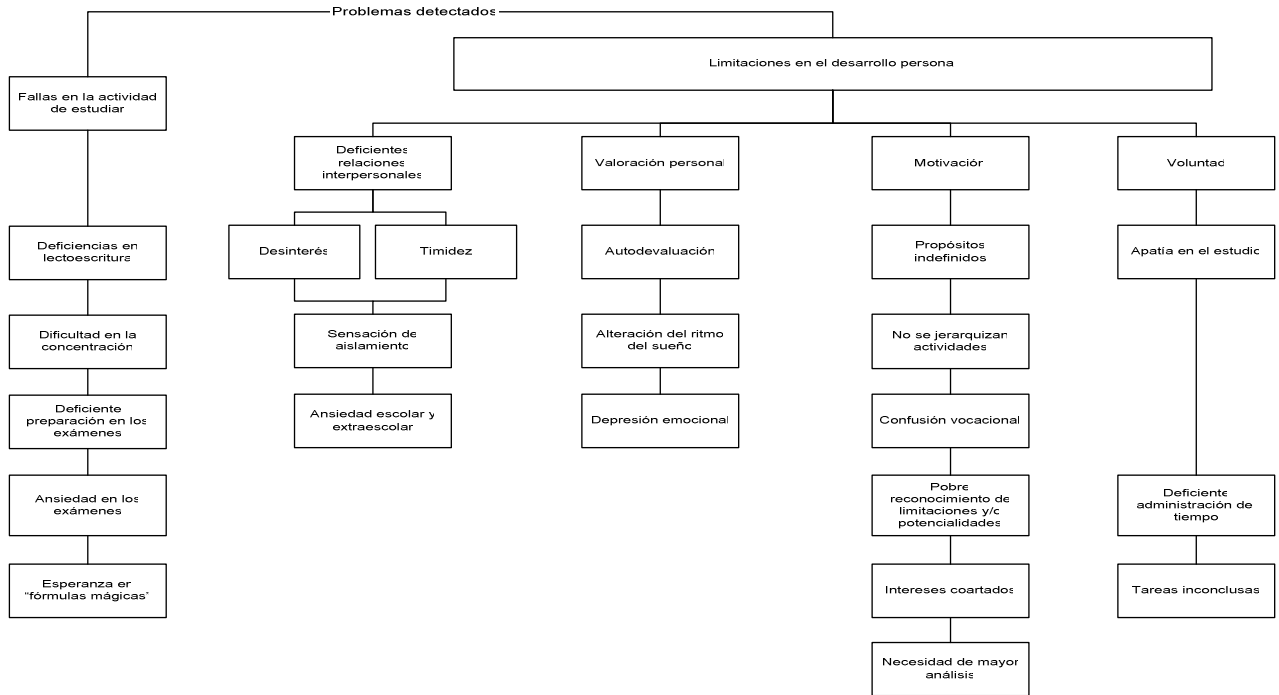 Problemas detectados
Limitaciones en el desarrollo persona
Fallas en la actividad
de estudiar
Deficientes
relaciones
interpersonales
Valoración personal
Motivación
Voluntad
Deficiencias en
lectoescritura
Desinterés
Timidez
Autodevaluación
Propósitos
indefinidos
Apatía en el estudio
Dificultad en la
concentración
Sensación de
aislamiento
Alteración del ritmo
del sueño
No se jerarquizan
actividades
Deficiente
preparación en los
exámenes
Ansiedad escolar y
extraescolar
Depresión emocional
Confusión vocacional
Ansiedad en los
exámenes
Pobre
reconocimiento de
limitaciones y/o
potencialidades
Deficiente
administración de
tiempo
Esperanza en
"fórmulas mágicas"
Intereses coartados
Tareas inconclusas
Necesidad de mayor
análisis